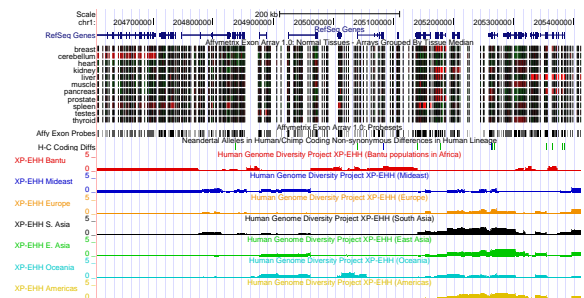 Scale 200 kb
chr1: 204700000 204800000 204900000 205000000 205100000 205200000 205300000 205400000
RefSeq Genes
RefSeq Genes
Affymetrix Exon Array 1.0: Normal Tissues - Arrays Grouped By Tissue Median
breast
cerebellum
heart
kidney
liver
muscle
pancreas
prostate
spleen
testes
thyroid
Affymetrix Exon Array 1.0: Probesets
Affy Exon Probes
Neandertal Alleles in Human/Chimp Coding Non-synonymous Differences in Human Lineage
H-C Coding Diffs
Human Genome Diversity Project XP-EHH (Bantu populations in Africa)
5
XP-EHH Bantu
0
Human Genome Diversity Project XP-EHH (Mideast)
5
XP-EHH Mideast
0
Human Genome Diversity Project XP-EHH (Europe)
5
XP-EHH Europe
0
Human Genome Diversity Project XP-EHH (South Asia)
5
XP-EHH S. Asia
0
Human Genome Diversity Project XP-EHH (East Asia)
5
XP-EHH E. Asia
0
Human Genome Diversity Project XP-EHH (Oceania)
5
XP-EHH Oceania
0
Human Genome Diversity Project XP-EHH (Americas)
5
XP-EHH Americas
0